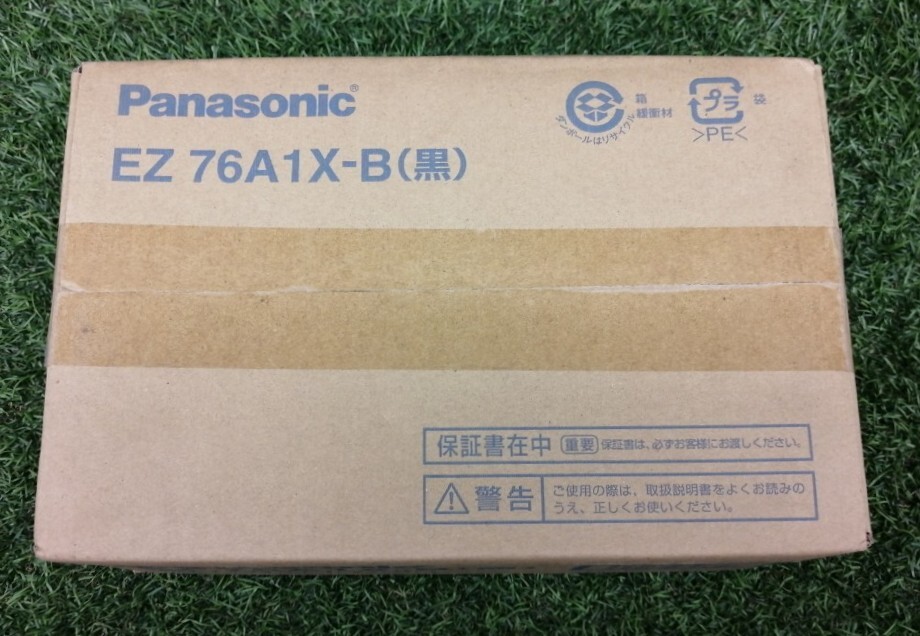 Panasonic®
EZ 76A1X-B(黒)
ダンボールはリサイクル
箱
緩衝材
プラ
袋
>PE<
保証書在中 重要 保証書は、必ずお客様にお渡しください。
警告
ご使用の際は、取扱説明書をよくお読みの
うえ、正しくお使いください。